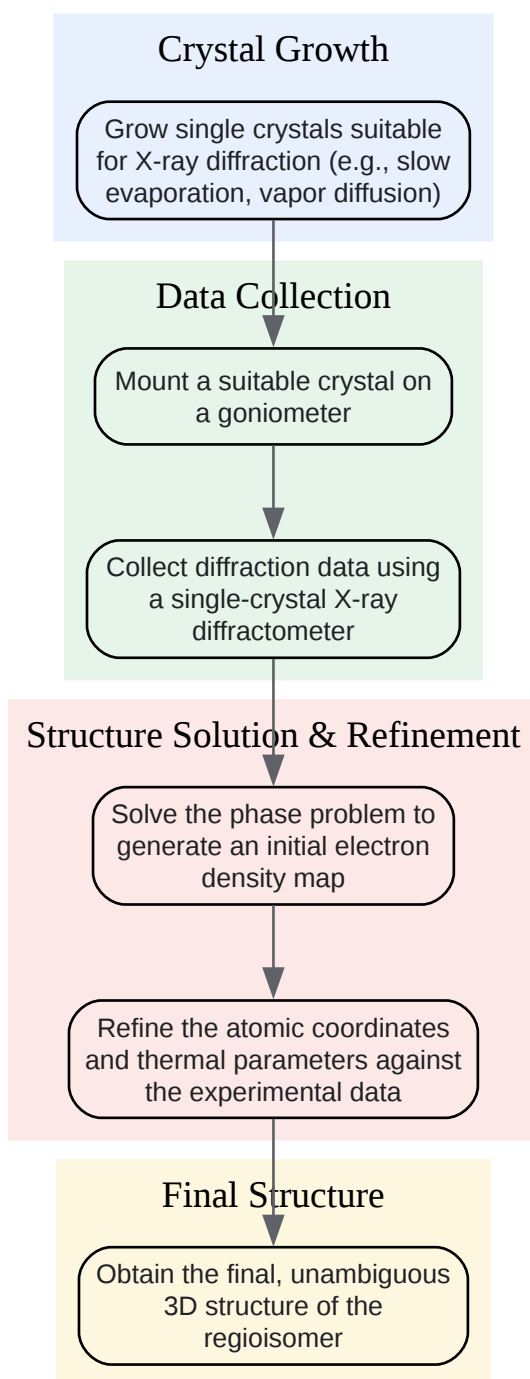 Crystal Growth
Grow single crystals suitable
for X-ray diffraction (e.g., slow
evaporation, vapor diffusion)
Data Collection
Mount a suitable crystal on
a goniometer
Collect diffraction data using
a single-crystal X-ray
diffractometer
Structure Solution & Refinement
Solve the phase problem to
generate an initial electron
density map
Refine the atomic coordinates
and thermal parameters against
the experimental data
Final Structure
Obtain the final, unambiguous
3D structure of the
regioisomer